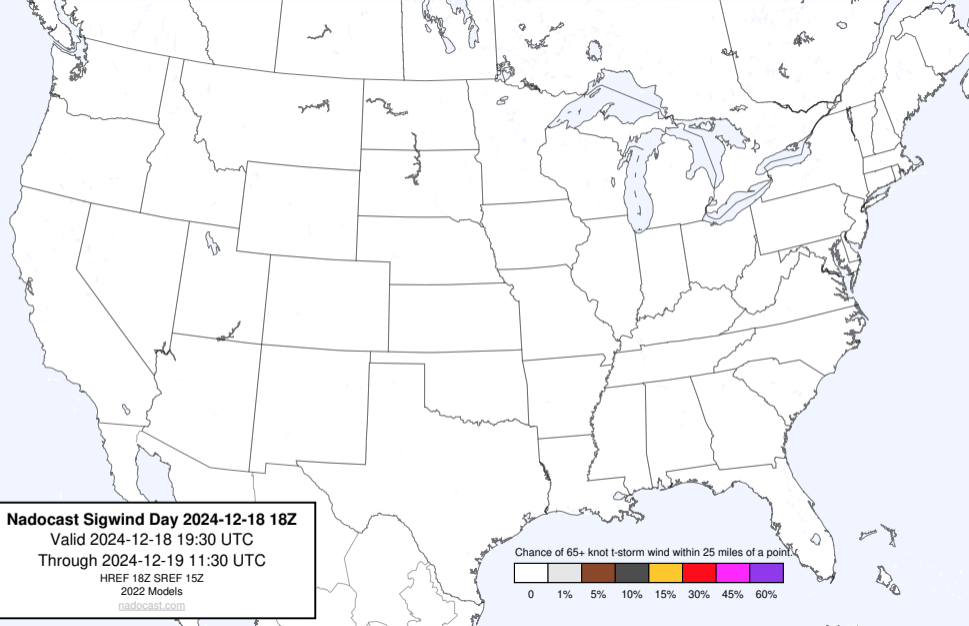 Nadocast Sigwind Day 2024-12-18 18Z
Valid 2024-12-18 19:30 UTC
Through 2024-12-19 11:30 UTC
HREF 18Z SREF 15Z
2022 Models
nadocast.com
Chance of 65+ knot t-storm wind within 25 miles of a point.
0 1% 5% 10% 15% 30% 45% 60%